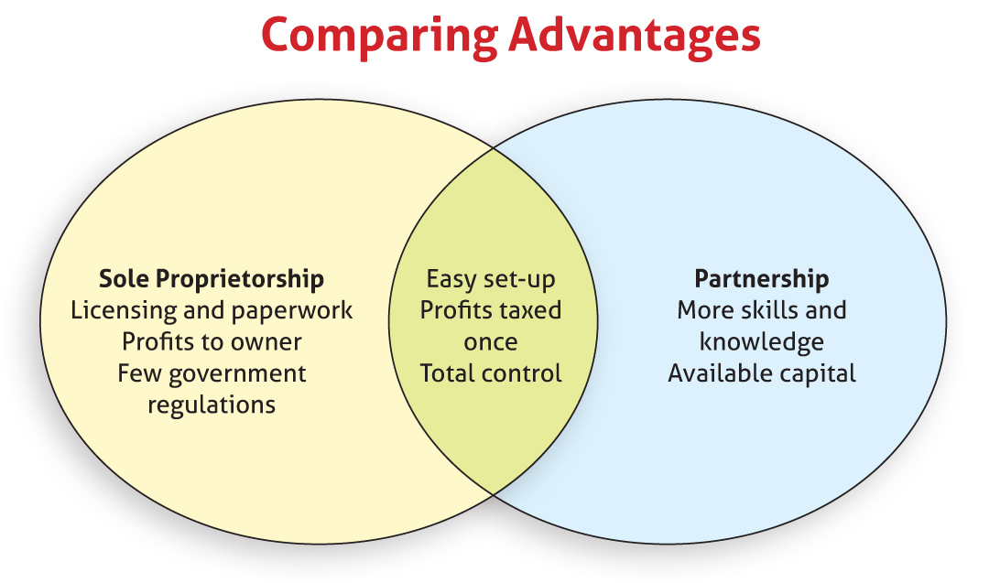 Comparing Advantages
Sole Proprietorship
Licensing and paperwork
Profits to owner
Few government
regulations
Easy set-up
Profits taxed
once
Total control
Partnership
More skills and
knowledge
Available capital